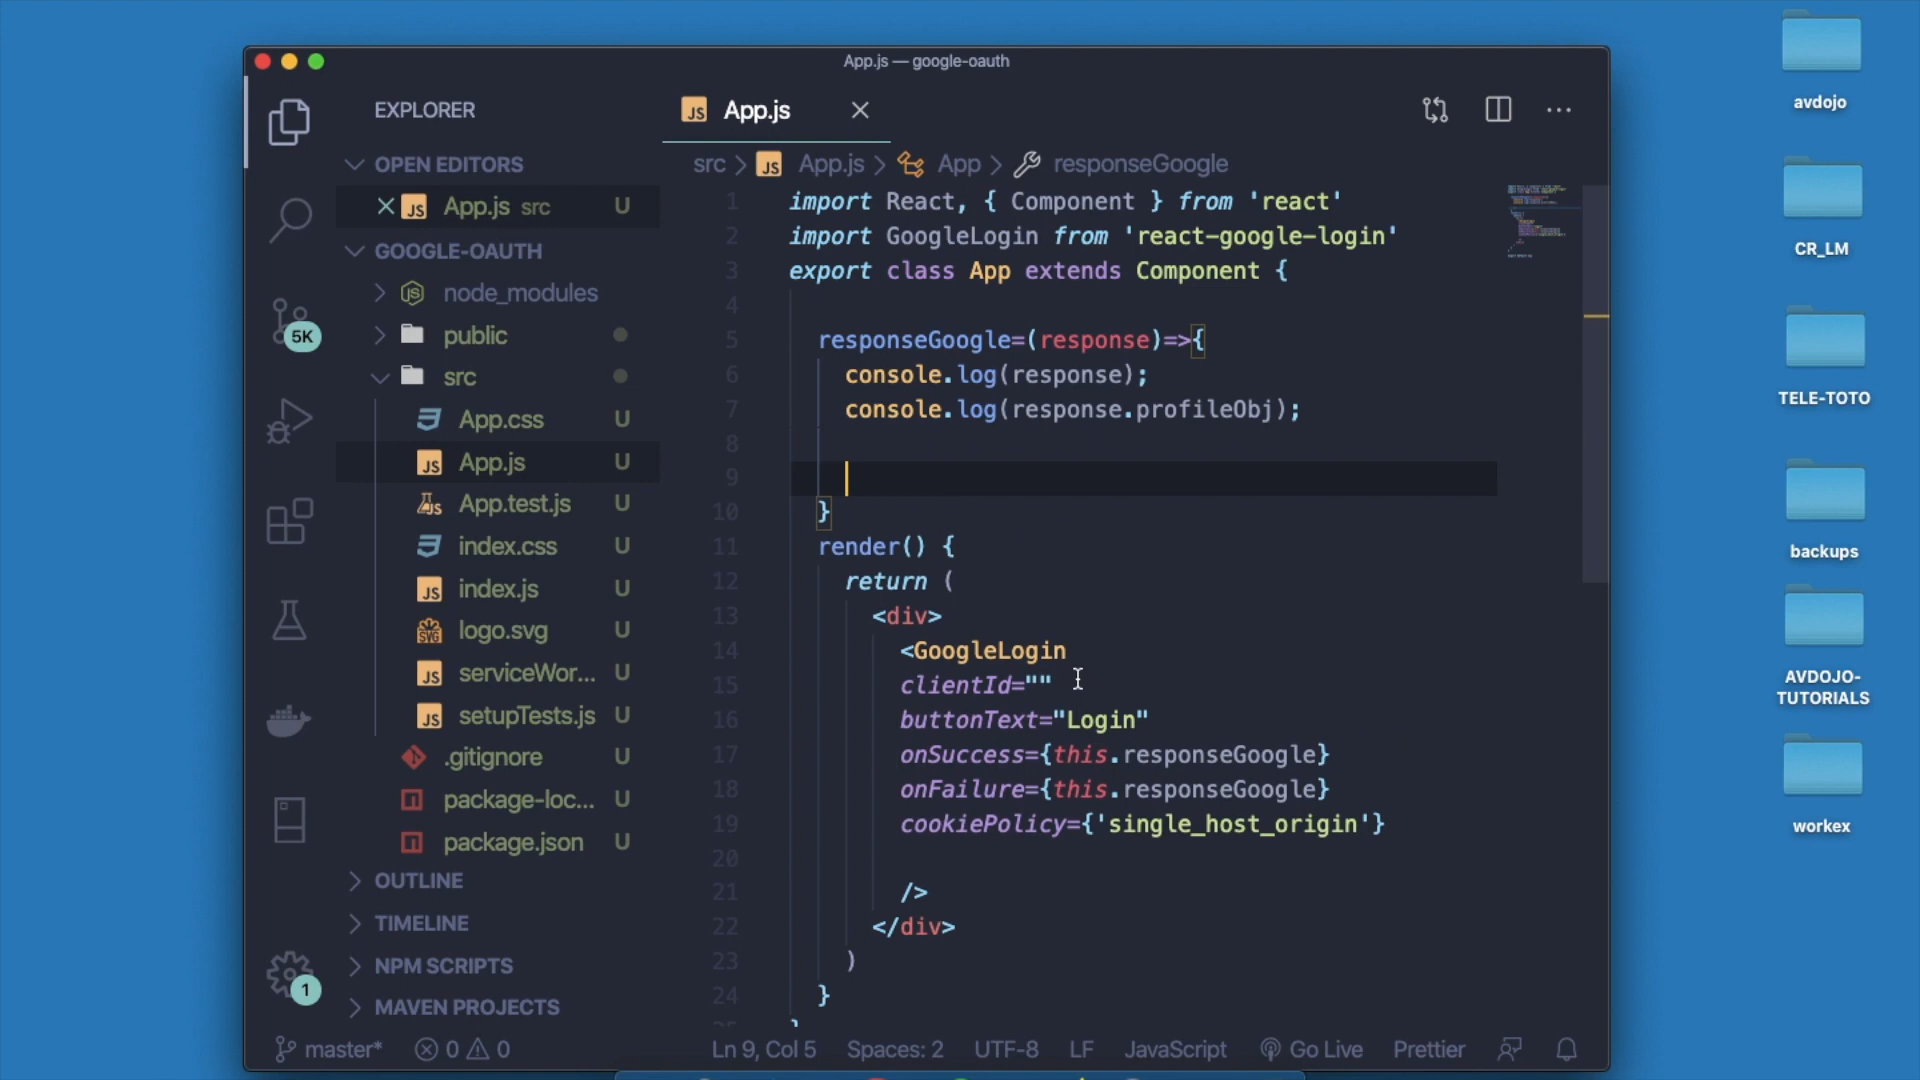 App.js — google-oauth
EXPLORER
OPEN EDITORS
App.js src U
GOOGLE-OAUTH
node_modules
public
src
App.css U
App.js U
App.test.js U
index.css U
index.js U
logo.svg U
serviceWor... U
setupTests.js U
.gitignore U
package-loc... U
package.json U
OUTLINE
TIMELINE
NPM SCRIPTS
MAVEN PROJECTS
5K
1
JS App.js
src > JS App.js > App > responseGoogle
1 import React, { Component } from 'react'
2 import GoogleLogin from 'react-google-login'
3 export class App extends Component {
4
5 responseGoogle=(response)=>{
6 console.log(response);
7 console.log(response.profileObj);
8
9
10 }
11 render() {
12 return (
13 <div>
14 <GoogleLogin
15 clientId=""
16 buttonText="Login"
17 onSuccess={this.responseGoogle}
18 onFailure={this.responseGoogle}
19 cookiePolicy={'single_host_origin'}
20
21 />
22 </div>
23 )
24 }
master* 0 0 Ln 9, Col 5 Spaces: 2 UTF-8 LF JavaScript Go Live Prettier
avdojo
CR_LM
TELE-TOTO
backups
AVDOJO-
TUTORIALS
workex